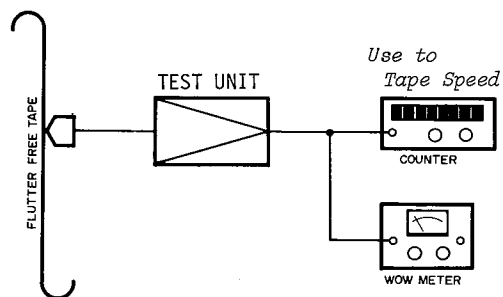 Use to
Tape Speed
TEST UNIT
FLUTTER FREE TAPE
COUNTER
WOW METER